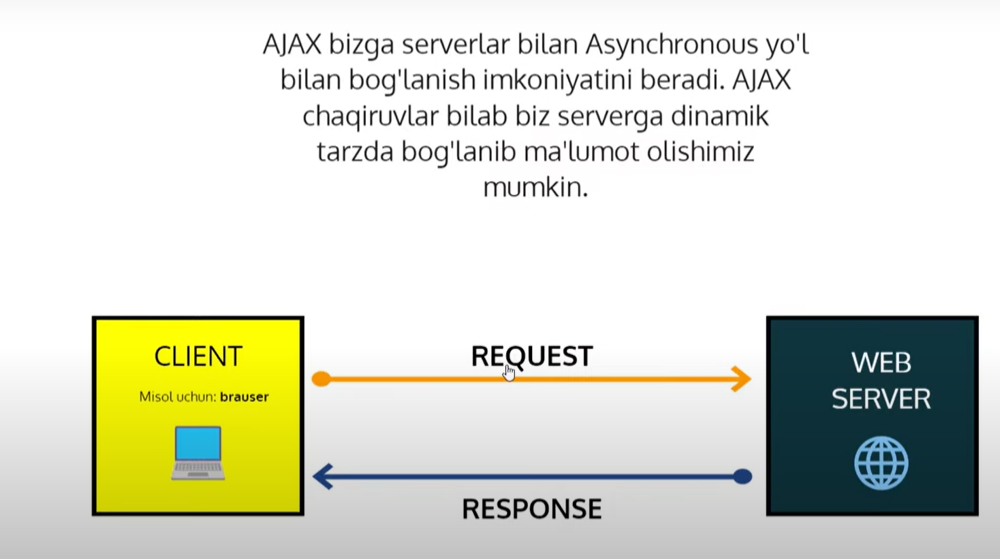 AJAX bizga serverlar bilan Asynchronous yo'l
bilan bog'lanish imkoniyatini beradi. AJAX
chaqiruvlar bilab biz serverga dinamik
tarzda bog'lanib ma'lumot olishimiz
mumkin.
CLIENT
Misol uchun: brauser
REQUEST
RESPONSE
WEB
SERVER